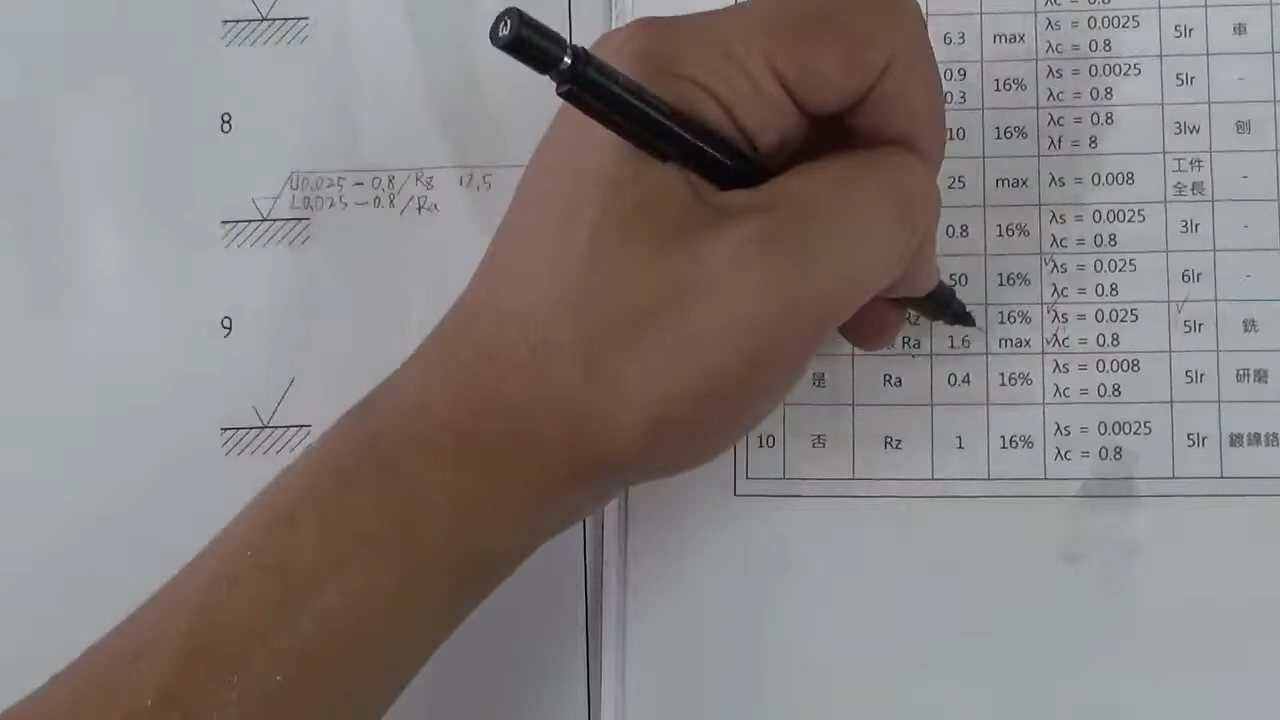 8
U0.025-0.8/Rz 12.5
L0.025-0.8/Ra
9
6.3 max λs = 0.0025 5lr 車
λc = 0.8
0.9 16% λs = 0.0025 5lr -
0.3 λc = 0.8
10 16% λc = 0.8 3lw 刨
λf = 8
25 max λs = 0.008 工件 -
全長
0.8 16% λs = 0.0025 3lr -
λc = 0.8
50 16% λs = 0.025 6lr -
λc = 0.8
Rz 16% λs = 0.025 5lr 銑
Ra 1.6 max λc = 0.8
是 Ra 0.4 16% λs = 0.008 5lr 研磨
λc = 0.8
10 否 Rz 1 16% λs = 0.0025 5lr 鍍鎳鉻
λc = 0.8